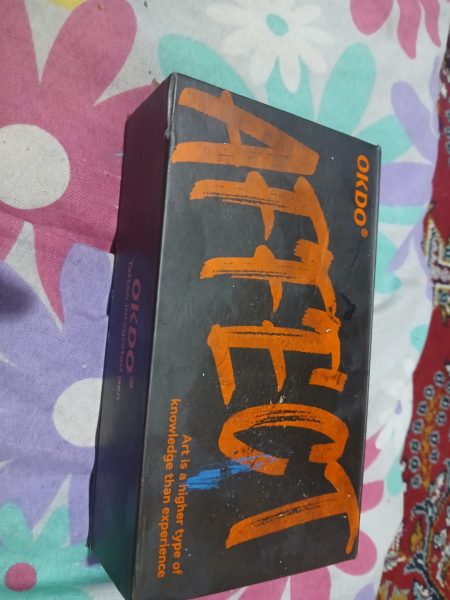 OKDO®
AFFECT
Art is a higher type of
knowledge than experience
OKDO®